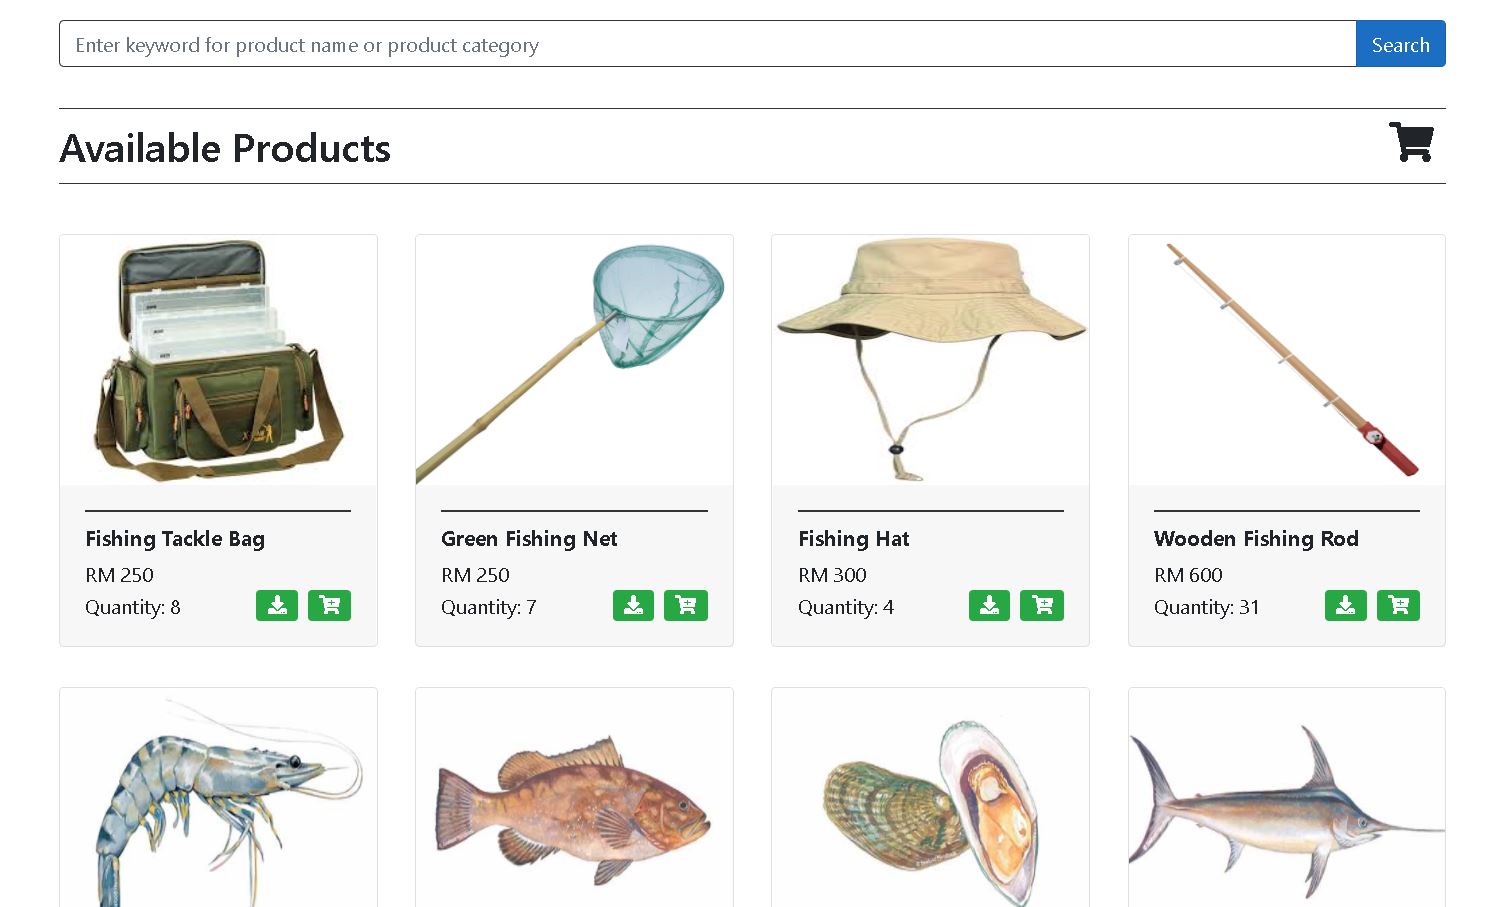 Enter keyword for product name or product category
Search
Available Products
Fishing Tackle Bag
RM 250
Quantity: 8
Green Fishing Net
RM 250
Quantity: 7
Fishing Hat
RM 300
Quantity: 4
Wooden Fishing Rod
RM 600
Quantity: 31